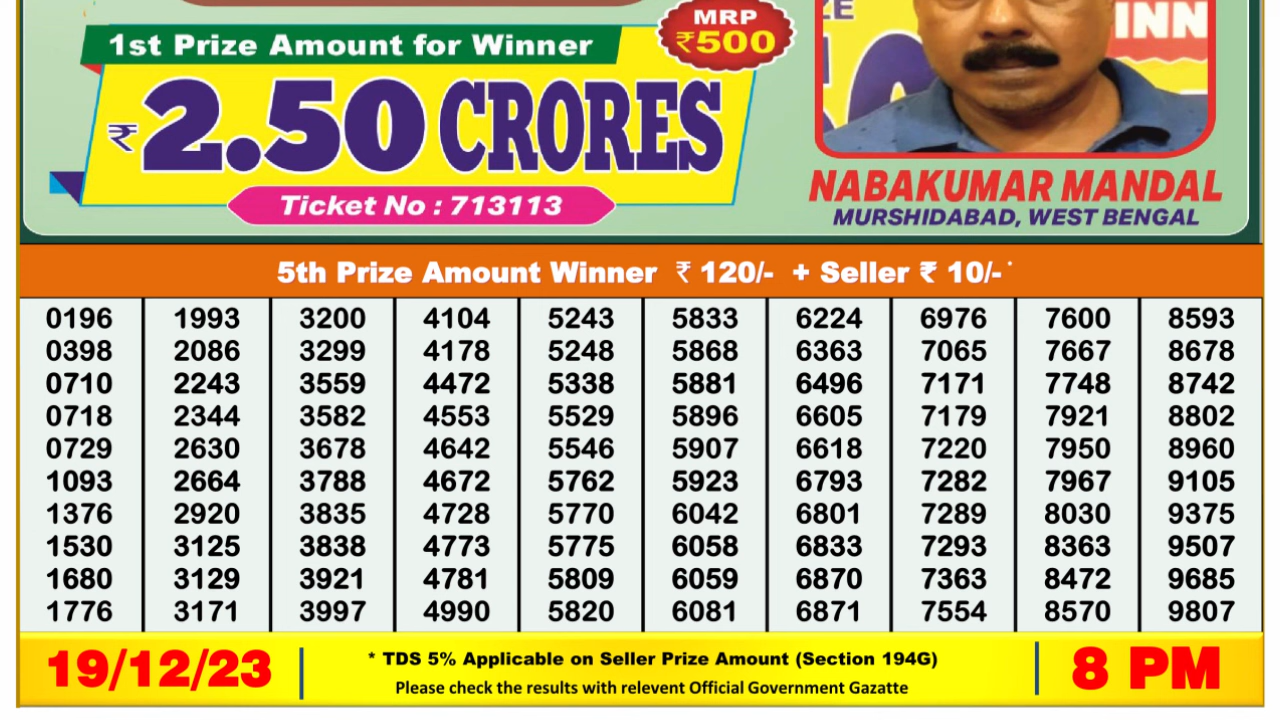 MRP
₹500
1st Prize Amount for Winner
₹ 2.50 CRORES
Ticket No : 713113
NABAKUMAR MANDAL
MURSHIDABAD, WEST BENGAL
5th Prize Amount Winner ₹ 120/- + Seller ₹ 10/- *
0196 1993 3200 4104 5243 5833 6224 6976 7600 8593
0398 2086 3299 4178 5248 5868 6363 7065 7667 8678
0710 2243 3559 4472 5338 5881 6496 7171 7748 8742
0718 2344 3582 4553 5529 5896 6605 7179 7921 8802
0729 2630 3678 4642 5546 5907 6618 7220 7950 8960
1093 2664 3788 4672 5762 5923 6793 7282 7967 9105
1376 2920 3835 4728 5770 6042 6801 7289 8030 9375
1530 3125 3838 4773 5775 6058 6833 7293 8363 9507
1680 3129 3921 4781 5809 6059 6870 7363 8472 9685
1776 3171 3997 4990 5820 6081 6871 7554 8570 9807
19/12/23
* TDS 5% Applicable on Seller Prize Amount (Section 194G)
Please check the results with relevent Official Government Gazatte
8 PM